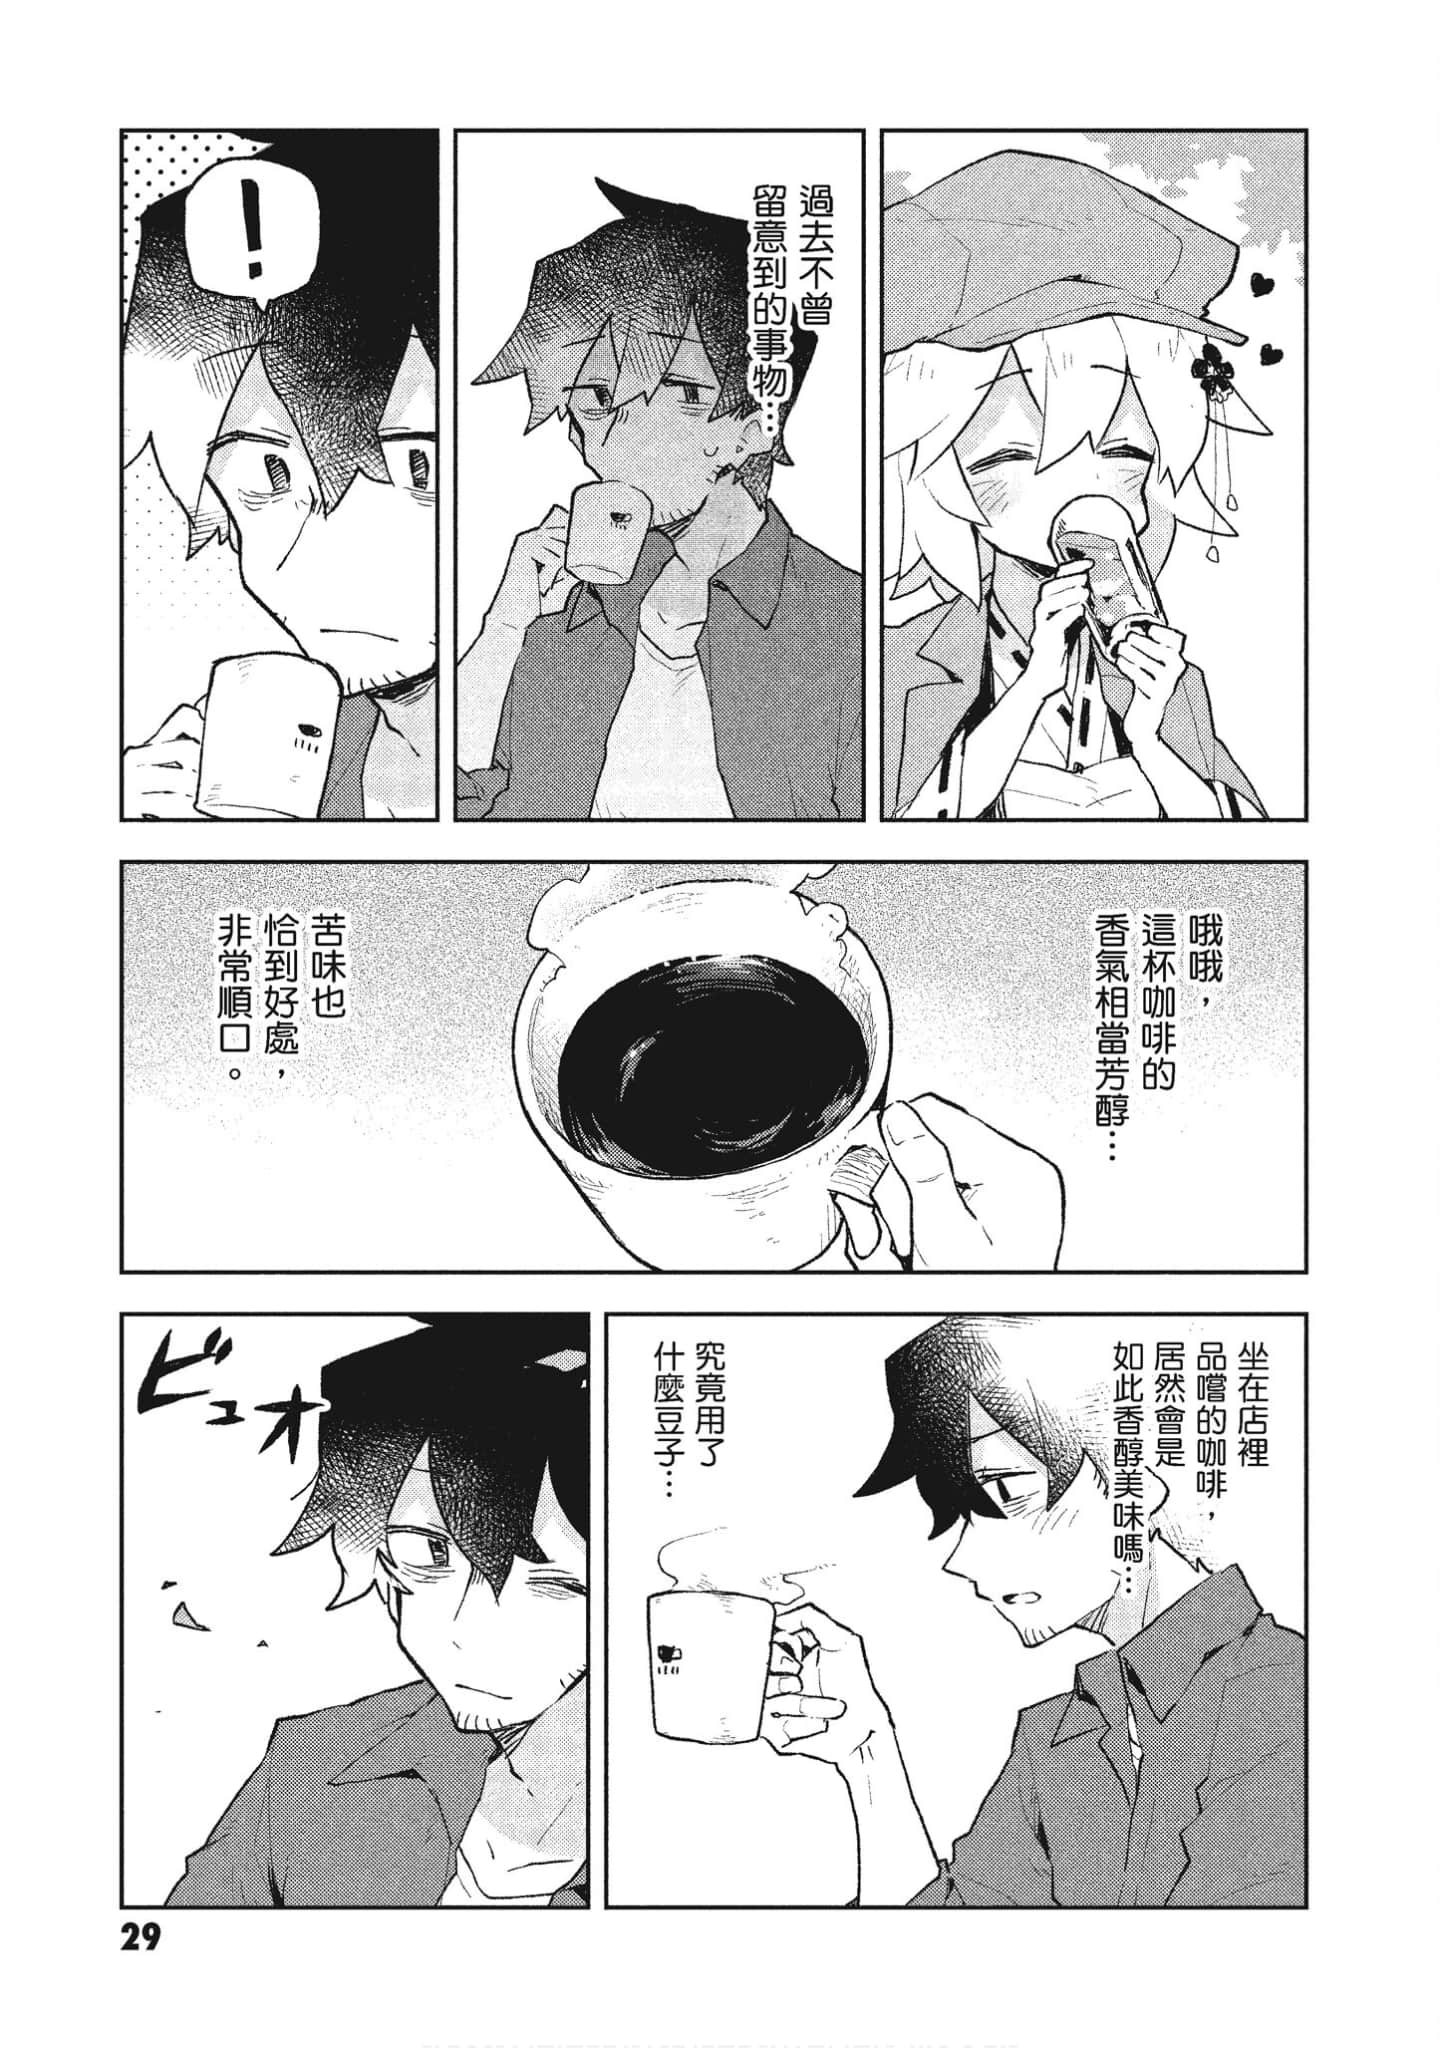 過去不曾
留意到的事物…
！
哦哦，
這杯咖啡的
香氣相當芳醇…
苦味也
恰到好處，
非常順口。
坐在店裡
品嚐的咖啡，
居然會是
如此香醇美味嗎…
究竟用了
什麼豆子…
ビュオ
29